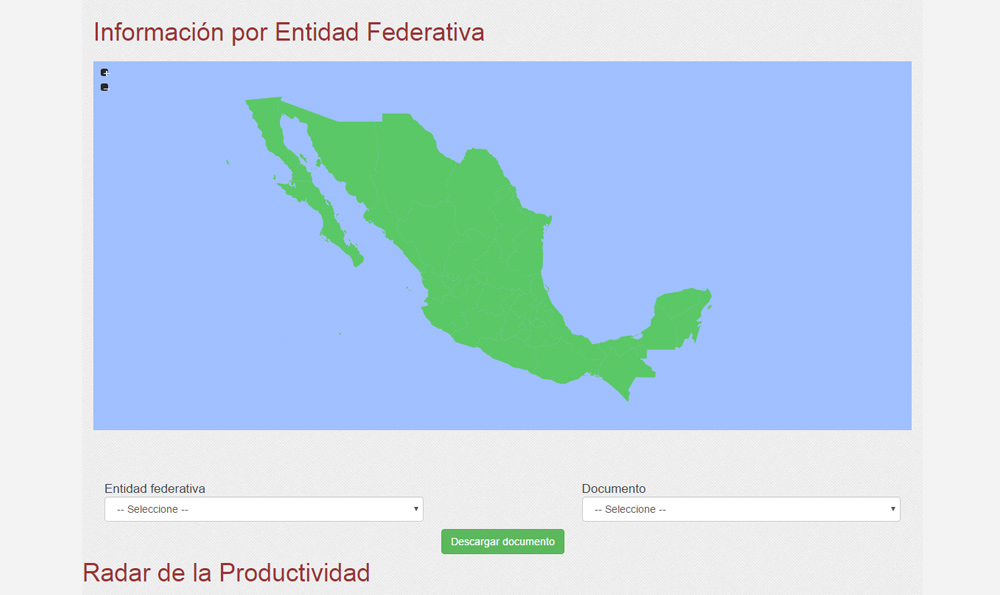 Información por Entidad Federativa
+
-
Entidad federativa
Documento
-- Seleccione --
-- Seleccione --
Descargar documento
Radar de la Productividad